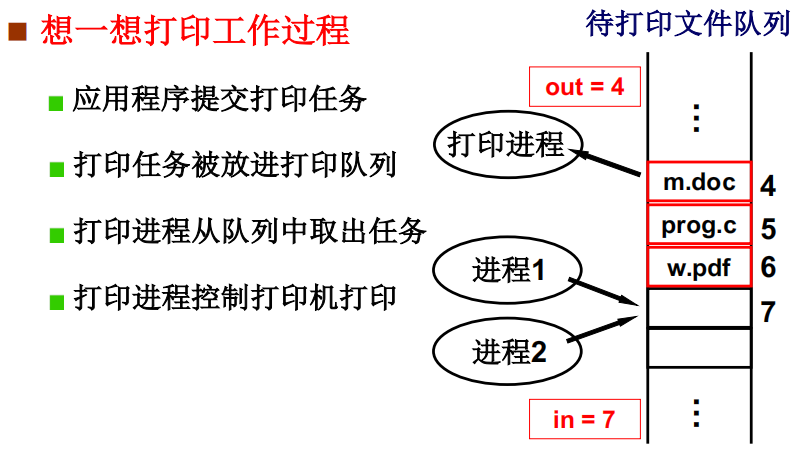 想一想打印工作过程
应用程序提交打印任务
打印任务被放进打印队列
打印进程从队列中取出任务
打印进程控制打印机打印
待打印文件队列
out = 4
⋮
打印进程
m.doc 4
prog.c 5
进程1
w.pdf 6
7
进程2
in = 7
⋮